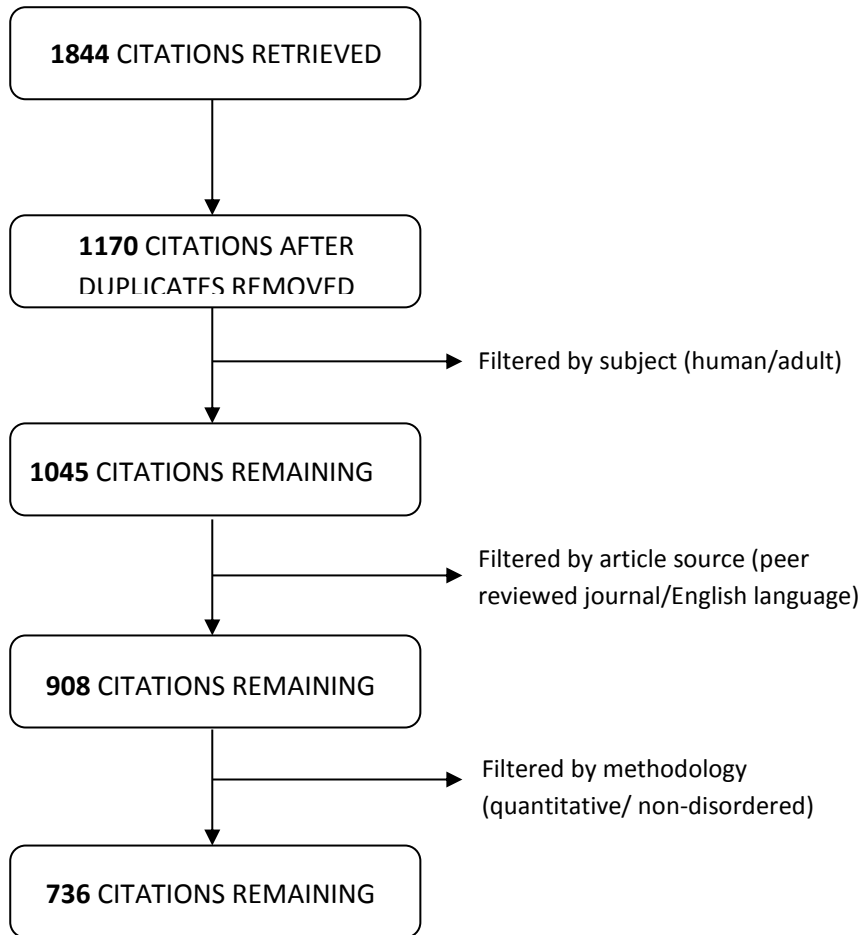 1844 CITATIONS RETRIEVED
1170 CITATIONS AFTER
DUPLICATES REMOVED
Filtered by subject (human/adult)
1045 CITATIONS REMAINING
Filtered by article source (peer
reviewed journal/English language)
908 CITATIONS REMAINING
Filtered by methodology
(quantitative/ non-disordered)
736 CITATIONS REMAINING